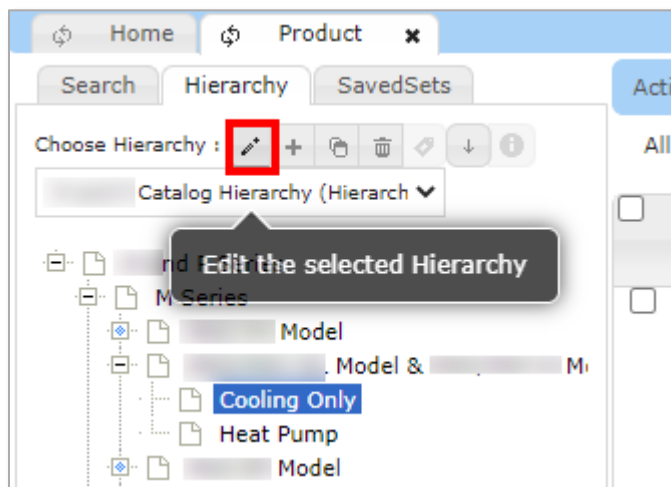 Home Product
Search Hierarchy SavedSets Acti
Choose Hierarchy : All
Catalog Hierarchy (Hierarch
Edit the selected Hierarchy
M Series
Model
Model & M
Cooling Only
Heat Pump
Model